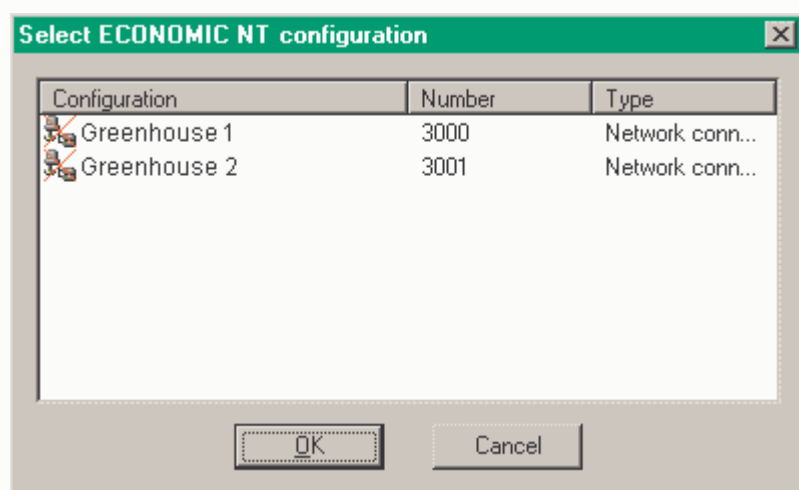 Select ECONOMIC NT configuration
Configuration Number Type
Greenhouse 1 3000 Network conn...
Greenhouse 2 3001 Network conn...
OK Cancel